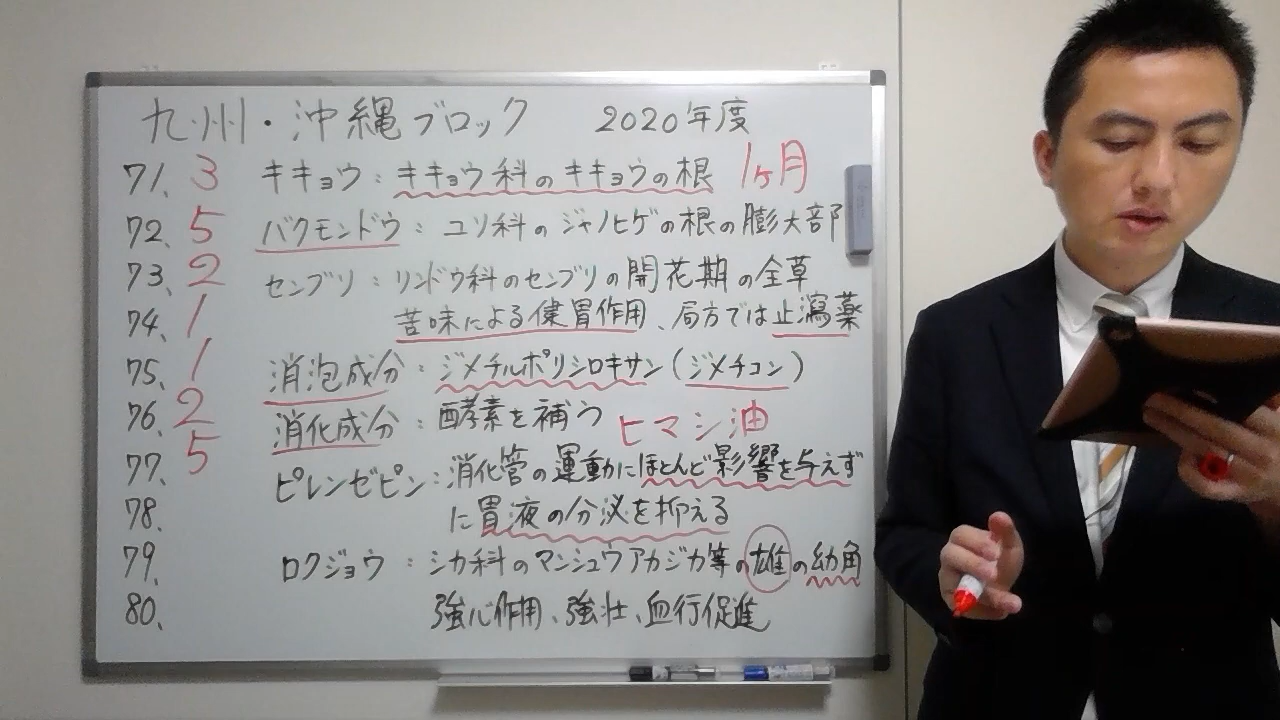 九州・沖縄ブロック 2020年度
71、3 キキョウ：キキョウ科のキキョウの根 1ヶ月
72、5 バクモンドウ：ユリ科のジャノヒゲの根の膨大部
73、2 センブリ：リンドウ科のセンブリの開花期の全草
74、1 苦味による健胃作用、局方では止瀉薬
75、1 消泡成分：ジメチルポリシロキサン（ジメチコン）
76、2 消化成分：酵素を補う ヒマシ油
77、5 ピレンゼピン：消化管の運動にほとんど影響を与えず
78、に胃液の分泌を抑える
79、ロクジョウ：シカ科のマンシュウアカジカ等の雄の幼角
80、強心作用、強壮、血行促進